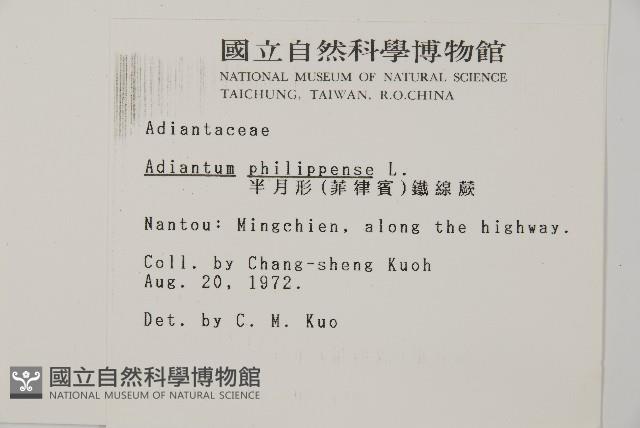 國立自然科學博物館
NATIONAL MUSEUM OF NATURAL SCIENCE
TAICHUNG, TAIWAN, R.O.CHINA
Adiantaceae
Adiantum philippense L.
半月形(菲律賓)鐵線蕨
Nantou: Mingchien, along the highway.
Coll. by Chang-sheng Kuoh
Aug. 20, 1972.
Det. by C. M. Kuo
國立自然科學博物館
NATIONAL MUSEUM OF NATURAL SCIENCE